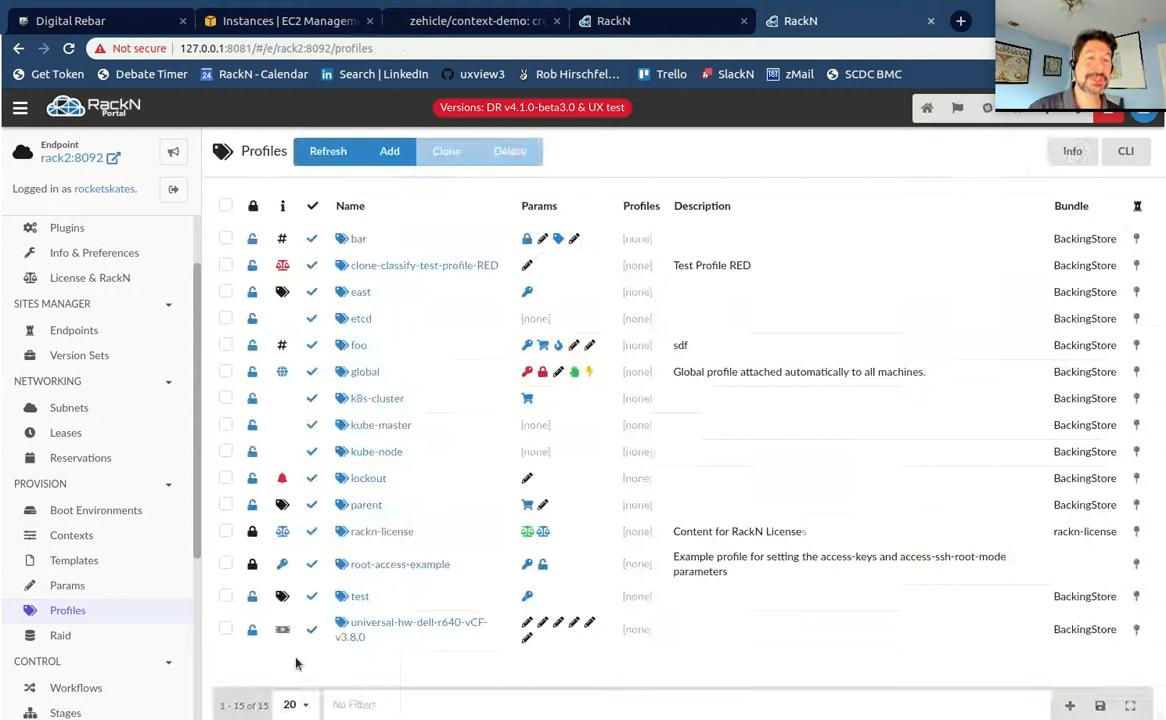 Digital Rebar ×
Instances | EC2 Managem ×
zehicle/context-demo: cr ×
RackN ×
RackN ×
Not secure | 127.0.0.1:8081/#/e/rack2:8092/profiles
Get Token
Debate Timer
24 RackN - Calendar
Search | LinkedIn
uxview3
Rob Hirschfel...
Trello
SlackN
zMail
SCDC BMC
RackN
Portal
Versions: DR v4.1.0-beta3.0 & UX test
Endpoint
rack2:8092
Logged in as rocketskates.
Plugins
Info & Preferences
License & RackN
SITES MANAGER
Endpoints
Version Sets
NETWORKING
Subnets
Leases
Reservations
PROVISION
Boot Environments
Contexts
Templates
Params
Profiles
Raid
CONTROL
Workflows
Stages
Profiles Refresh Add Clone Delete Info CLI
Name Params Profiles Description Bundle
bar [none] BackingStore
clone-classify-test-profile-RED [none] Test Profile RED BackingStore
east [none] BackingStore
etcd [none] [none] BackingStore
foo [none] sdf BackingStore
global [none] Global profile attached automatically to all machines. BackingStore
k8s-cluster [none] BackingStore
kube-master [none] [none] BackingStore
kube-node [none] [none] BackingStore
lockout [none] BackingStore
parent [none] BackingStore
rackn-license [none] Content for RackN Licenses rackn-license
root-access-example [none] Example profile for setting the access-keys and access-ssh-root-mode
parameters
test [none] BackingStore
universal-hw-dell-r640-vCF-
v3.8.0 [none] BackingStore
1 - 15 of 15 20 No Filters